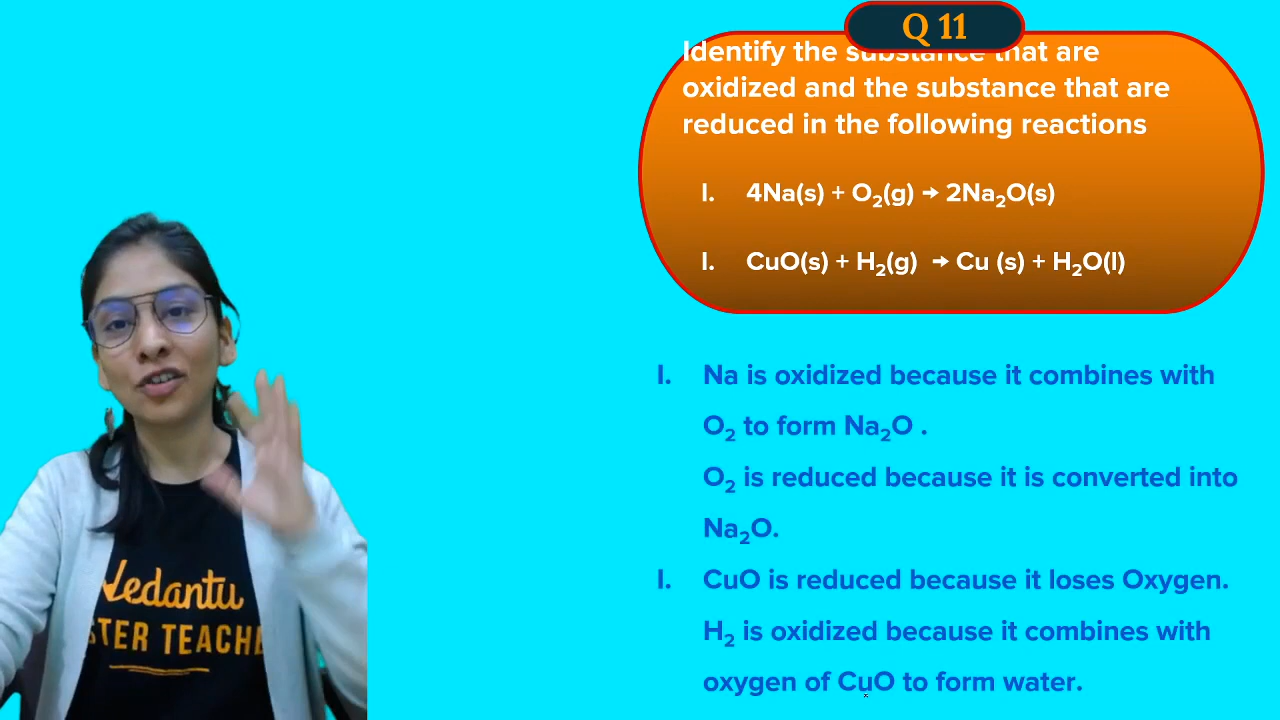 Q 11
Identify the substance that are
oxidized and the substance that are
reduced in the following reactions
I. 4Na(s) + O₂(g) → 2Na₂O(s)
I. CuO(s) + H₂(g) → Cu (s) + H₂O(l)
I. Na is oxidized because it combines with
O₂ to form Na₂O .
O₂ is reduced because it is converted into
Na₂O.
I. CuO is reduced because it loses Oxygen.
H₂ is oxidized because it combines with
oxygen of CuO to form water.
Vedantu
STER TEACHE